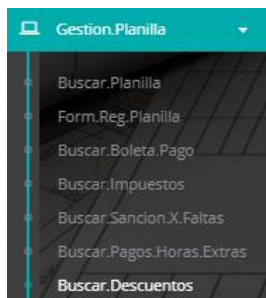 Gestion.Planilla
Buscar.Planilla
Form.Reg.Planilla
Buscar.Boleta.Pago
Buscar.Impuestos
Buscar.Sancion.X.Faltas
Buscar.Pagos.Horas.Extras
Buscar.Descuentos